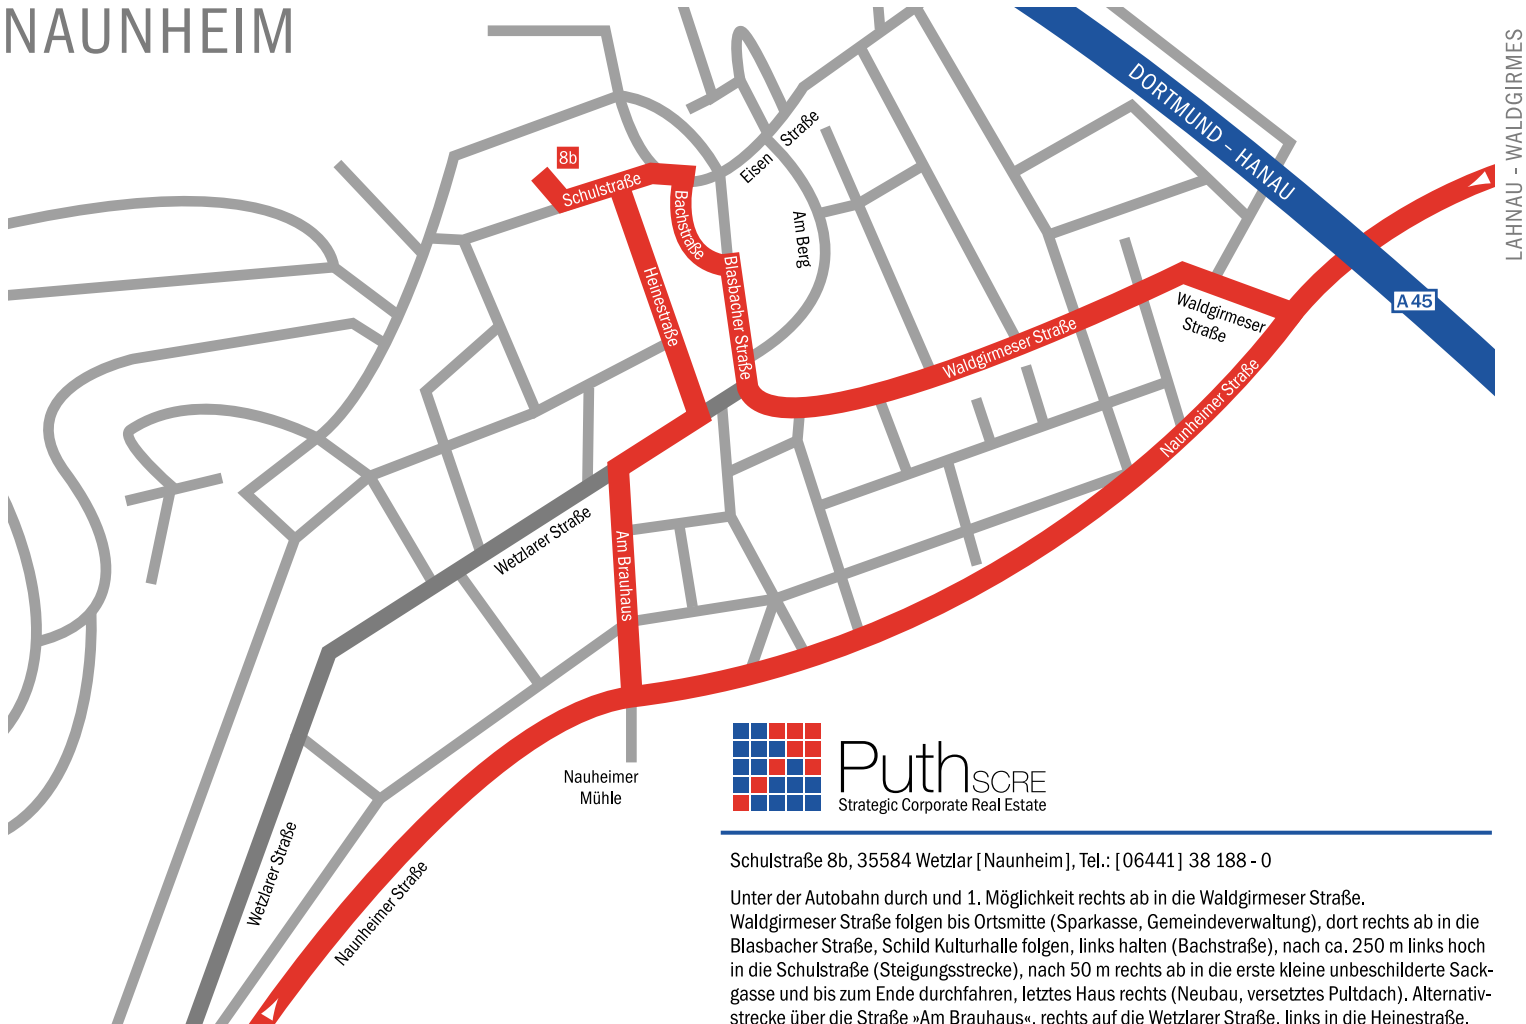 NAUNHEIM
LAHNAU - WALDGIRMES
DORTMUND - HANAU
A 45
8b
Schulstraße
Bachstraße
Eisen Straße
Am Berg
Heinestraße
Blasbacher Straße
Waldgirmeser Straße
Waldgirmeser
Straße
Naunheimer Straße
Wetzlarer Straße
Am Brauhaus
Nauheimer
Mühle
Wetzlarer Straße
Naunheimer Straße
Puth SCRE
Strategic Corporate Real Estate
Schulstraße 8b, 35584 Wetzlar [Naunheim], Tel.: [06441] 38 188 - 0
Unter der Autobahn durch und 1. Möglichkeit rechts ab in die Waldgirmeser Straße.
Waldgirmeser Straße folgen bis Ortsmitte (Sparkasse, Gemeindeverwaltung), dort rechts ab in die
Blasbacher Straße, Schild Kulturhalle folgen, links halten (Bachstraße), nach ca. 250 m links hoch
in die Schulstraße (Steigungsstrecke), nach 50 m rechts ab in die erste kleine unbeschilderte Sack-
gasse und bis zum Ende durchfahren, letztes Haus rechts (Neubau, versetztes Pultdach). Alternativ-
strecke über die Straße »Am Brauhaus«, rechts auf die Wetzlarer Straße, links in die Heinestraße.